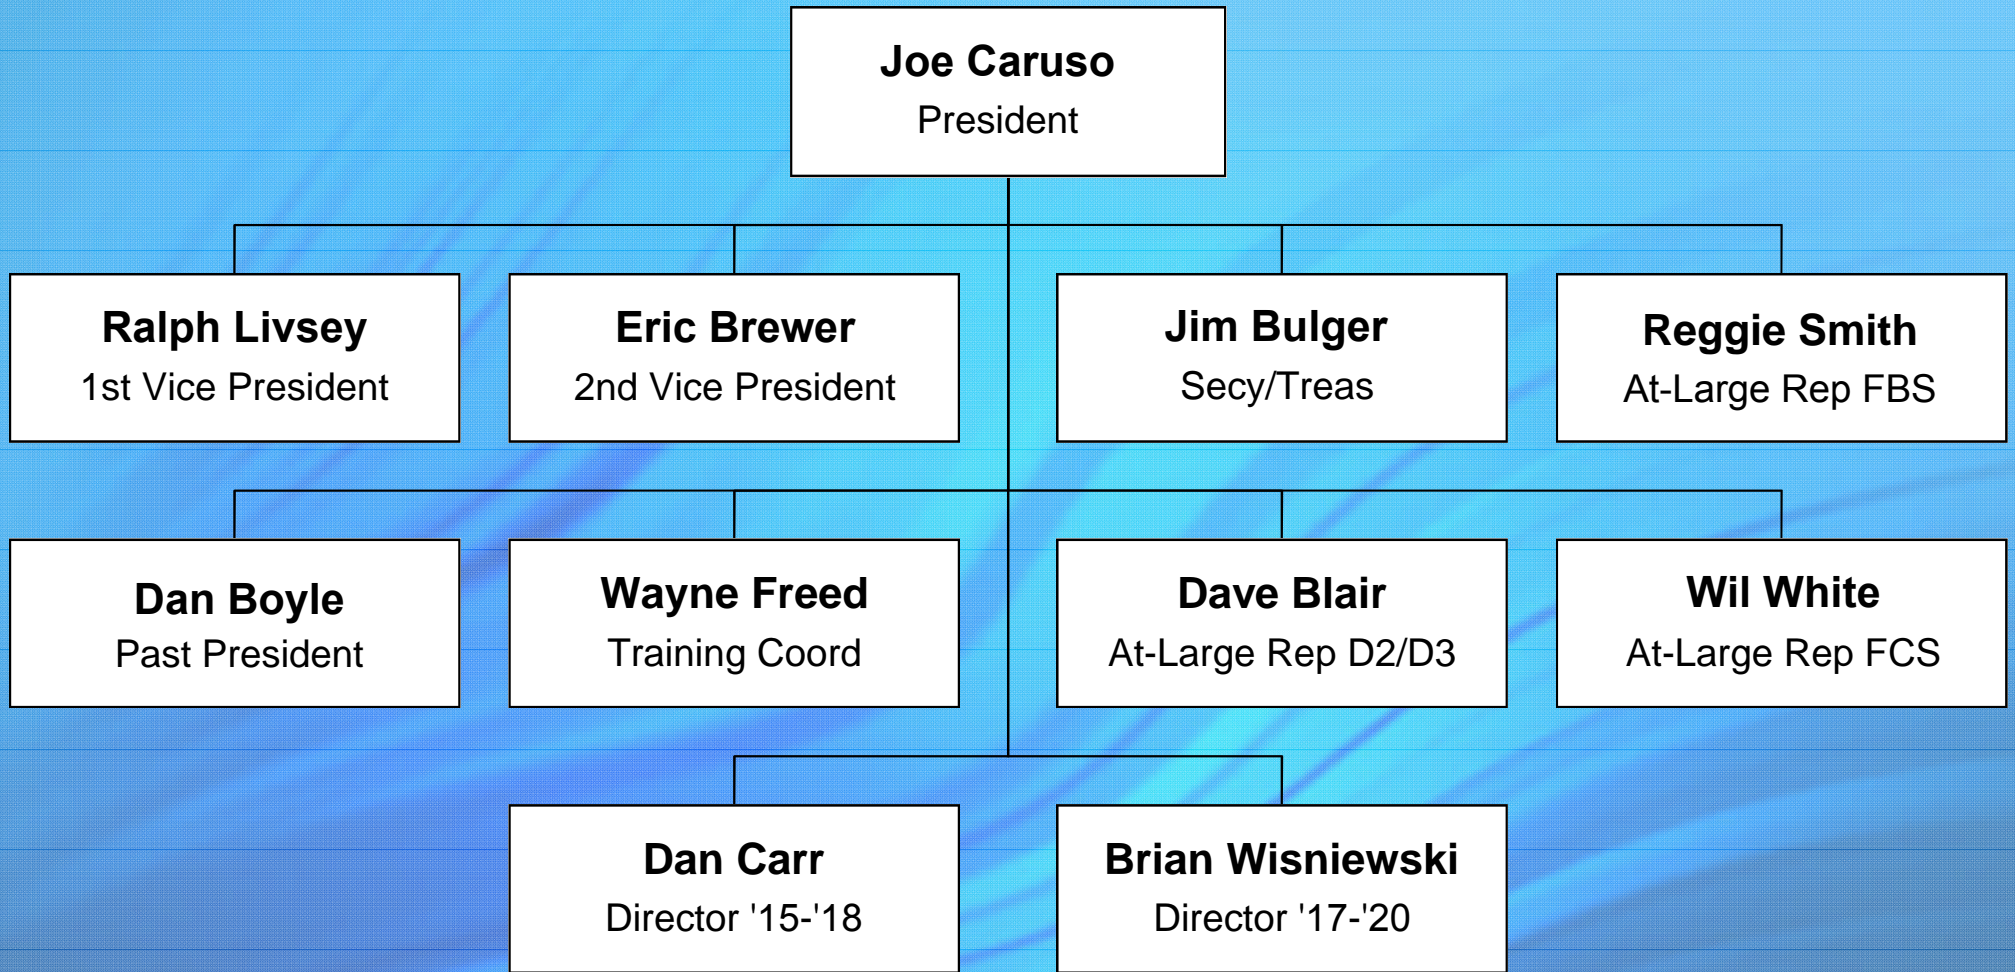 Joe Caruso
President
Ralph Livsey
1st Vice President
Eric Brewer
2nd Vice President
Jim Bulger
Secy/Treas
Reggie Smith
At-Large Rep FBS
Dan Boyle
Past President
Wayne Freed
Training Coord
Dave Blair
At-Large Rep D2/D3
Wil White
At-Large Rep FCS
Dan Carr
Director '15-'18
Brian Wisniewski
Director '17-'20